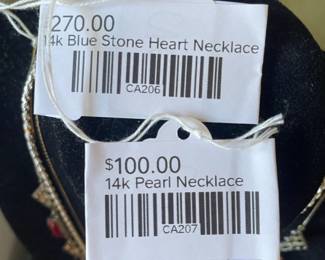 270.00
14k Blue Stone Heart Necklace
CA206
$100.00
14k Pearl Necklace
CA207